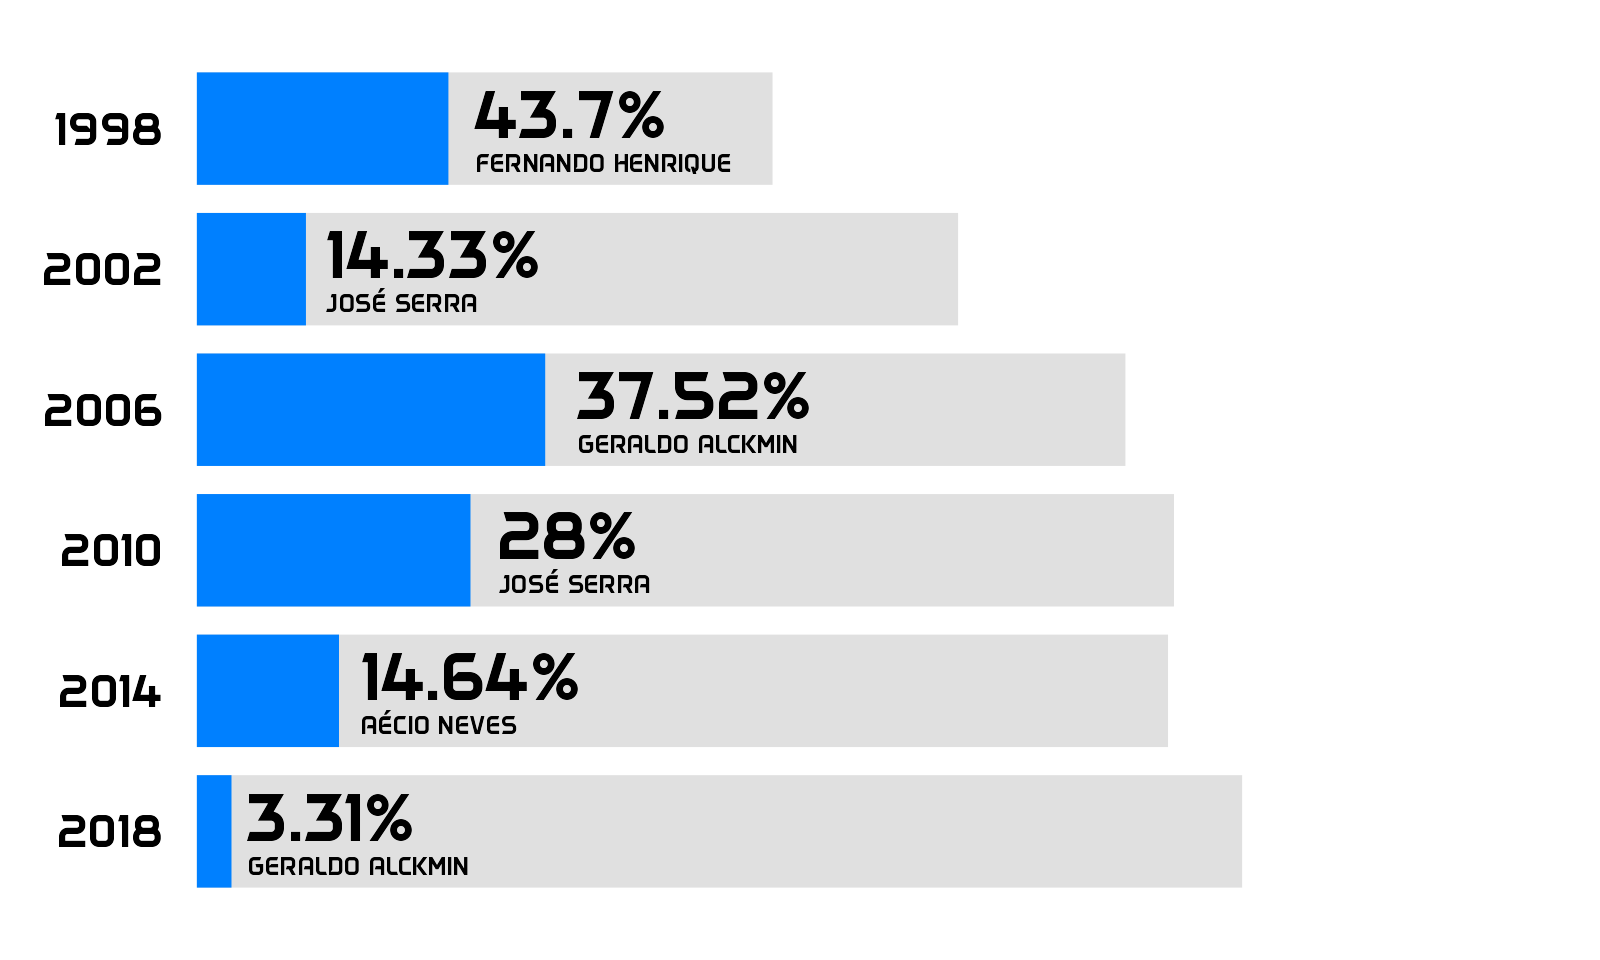 1998
43.7%
FERNANDO HENRIQUE
2002
14.33%
JOSÉ SERRA
2006
37.52%
GERALDO ALCKMIN
2010
28%
JOSÉ SERRA
2014
14.64%
AÉCIO NEVES
2018
3.31%
GERALDO ALCKMIN